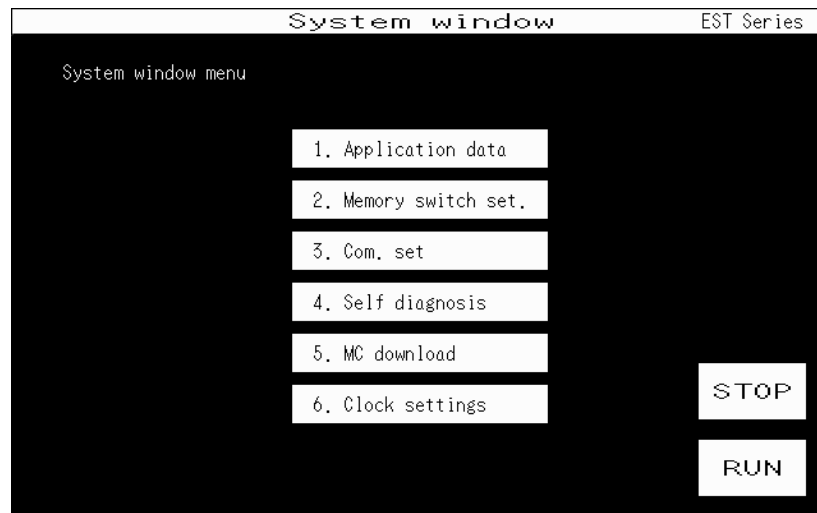 System window EST Series
System window menu
1. Application data
2. Memory switch set.
3. Com. set
4. Self diagnosis
5. MC download
6. Clock settings
STOP
RUN